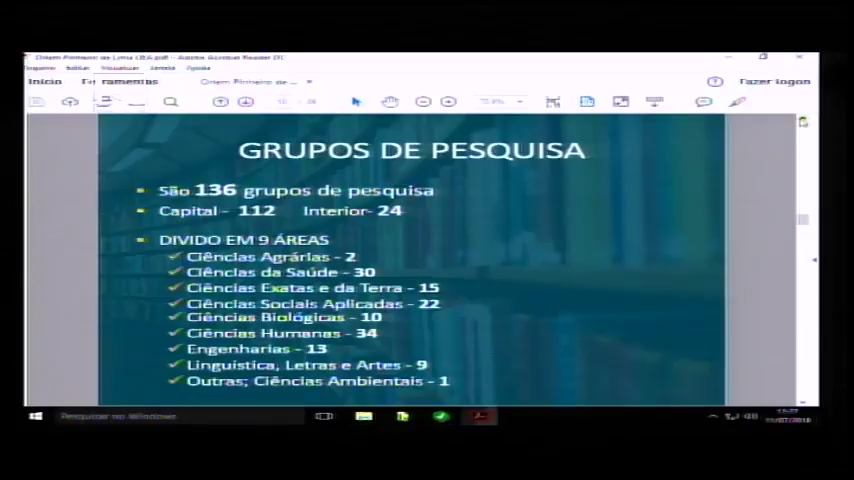 Início
Fazer logon
GRUPOS DE PESQUISA
São 136 grupos de pesquisa
Capital - 112 Interior- 24
DIVIDO EM 9 ÁREAS
Ciências Agrárias - 2
Ciências da Saúde - 30
Ciências Exatas e da Terra - 15
Ciências Sociais Aplicadas - 22
Ciências Biológicas - 10
Ciências Humanas - 34
Engenharias - 13
Linguística, Letras e Artes - 9
Outras; Ciências Ambientais - 1
Pesquisar no Windows